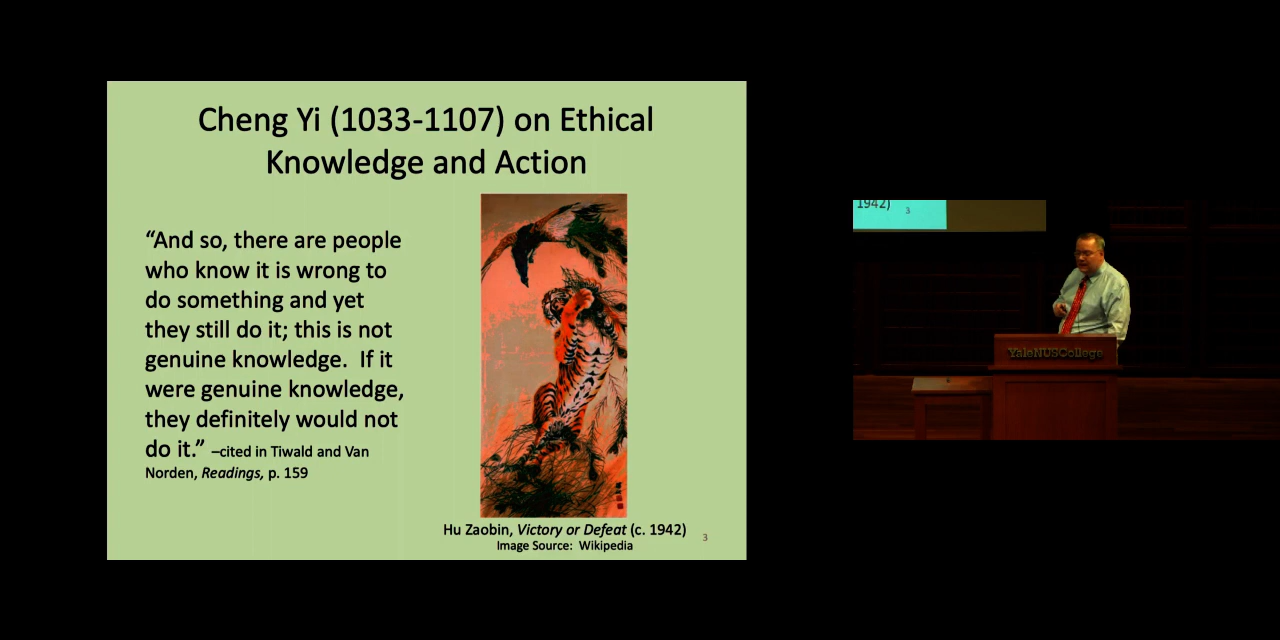 Cheng Yi (1033-1107) on Ethical
Knowledge and Action
“And so, there are people
who know it is wrong to
do something and yet
they still do it; this is not
genuine knowledge.  If it
were genuine knowledge,
they definitely would not
do it.” –cited in Tiwald and Van
Norden, Readings, p. 159
Hu Zaobin, Victory or Defeat (c. 1942)
Image Source:  Wikipedia
3
1942)
3
YaleNUSCollege